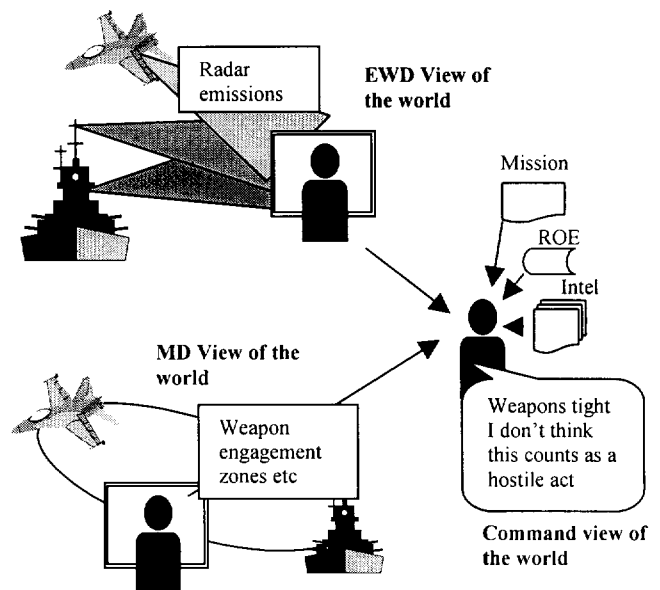 Radar
emissions
EWD View of
the world
Mission
ROE
Intel
MD View of the
world
Weapon
engagement
zones etc
Weapons tight
I don't think
this counts as a
hostile act
Command view of
the world